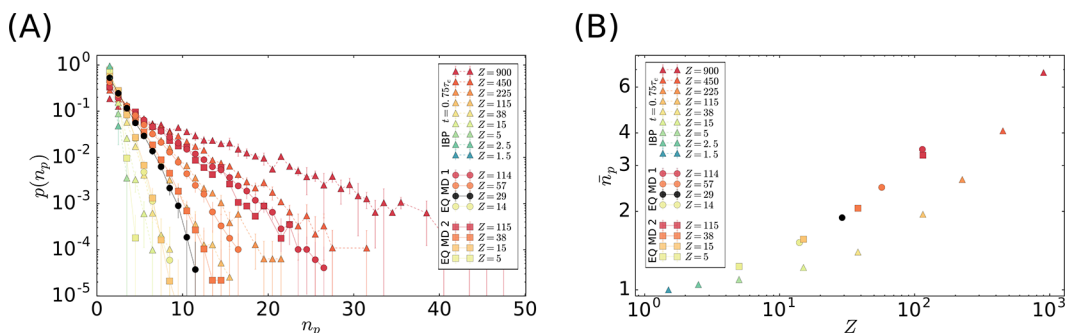 (A)
10^0
10^-1
10^-2
10^-3
10^-4
10^-5
p(n_p)
0 10 20 30 40 50
n_p
IBP t=0.75τ_e
Z=900
Z=450
Z=225
Z=115
Z=38
Z=15
Z=5
Z=2.5
Z=1.5
EQ MD 1
Z=114
Z=57
Z=29
Z=14
EQ MD 2
Z=115
Z=38
Z=15
Z=5
(B)
6
4
3
2
1
n̄_p
10^0 10^1 10^2 10^3
Z
IBP t=0.75τ_e
Z=900
Z=450
Z=225
Z=115
Z=38
Z=15
Z=5
Z=2.5
Z=1.5
EQ MD 1
Z=114
Z=57
Z=29
Z=14
EQ MD 2
Z=115
Z=38
Z=15
Z=5